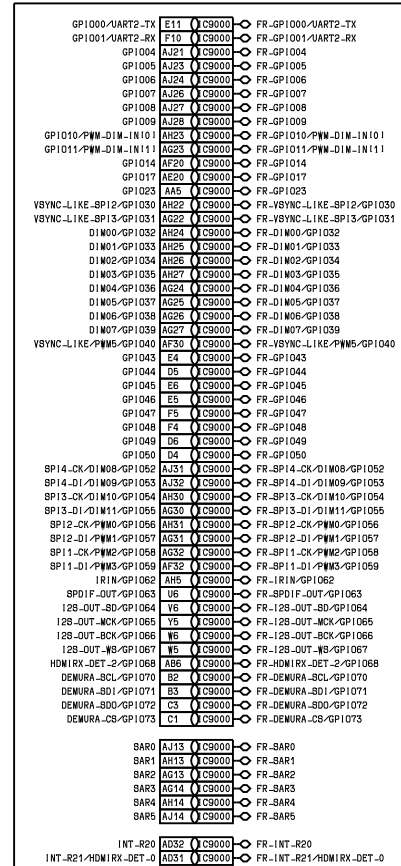 GPIO00/UART2-TX E11 IC9000 FR-GPIO00/UART2-TX
GPIO01/UART2-RX F10 IC9000 FR-GPIO01/UART2-RX
GPIO04 AJ21 IC9000 FR-GPIO04
GPIO05 AJ23 IC9000 FR-GPIO05
GPIO06 AJ24 IC9000 FR-GPIO06
GPIO07 AJ26 IC9000 FR-GPIO07
GPIO08 AJ27 IC9000 FR-GPIO08
GPIO09 AJ28 IC9000 FR-GPIO09
GPIO10/PWM-DIM-IN[0] AH23 IC9000 FR-GPIO10/PWM-DIM-IN[0]
GPIO11/PWM-DIM-IN[1] AG23 IC9000 FR-GPIO11/PWM-DIM-IN[1]
GPIO14 AF20 IC9000 FR-GPIO14
GPIO17 AE20 IC9000 FR-GPIO17
GPIO23 AA5 IC9000 FR-GPIO23
VSYNC-LIKE-SPI2/GPIO30 AH22 IC9000 FR-VSYNC-LIKE-SPI2/GPIO30
VSYNC-LIKE-SPI3/GPIO31 AG22 IC9000 FR-VSYNC-LIKE-SPI3/GPIO31
DIM00/GPIO32 AH24 IC9000 FR-DIM00/GPIO32
DIM01/GPIO33 AH25 IC9000 FR-DIM01/GPIO33
DIM02/GPIO34 AH26 IC9000 FR-DIM02/GPIO34
DIM03/GPIO35 AH27 IC9000 FR-DIM03/GPIO35
DIM04/GPIO36 AG24 IC9000 FR-DIM04/GPIO36
DIM05/GPIO37 AG25 IC9000 FR-DIM05/GPIO37
DIM06/GPIO38 AG26 IC9000 FR-DIM06/GPIO38
DIM07/GPIO39 AG27 IC9000 FR-DIM07/GPIO39
VSYNC-LIKE/PWM5/GPIO40 AF30 IC9000 FR-VSYNC-LIKE/PWM5/GPIO40
GPIO43 E4 IC9000 FR-GPIO43
GPIO44 D5 IC9000 FR-GPIO44
GPIO45 E6 IC9000 FR-GPIO45
GPIO46 E5 IC9000 FR-GPIO46
GPIO47 F5 IC9000 FR-GPIO47
GPIO48 F4 IC9000 FR-GPIO48
GPIO49 D6 IC9000 FR-GPIO49
GPIO50 D4 IC9000 FR-GPIO50
SPI4-CK/DIM08/GPIO52 AJ31 IC9000 FR-SPI4-CK/DIM08/GPIO52
SPI4-DI/DIM09/GPIO53 AJ32 IC9000 FR-SPI4-DI/DIM09/GPIO53
SPI3-CK/DIM10/GPIO54 AH30 IC9000 FR-SPI3-CK/DIM10/GPIO54
SPI3-DI/DIM11/GPIO55 AG30 IC9000 FR-SPI3-DI/DIM11/GPIO55
SPI2-CK/PWM0/GPIO56 AH31 IC9000 FR-SPI2-CK/PWM0/GPIO56
SPI2-DI/PWM1/GPIO57 AG31 IC9000 FR-SPI2-DI/PWM1/GPIO57
SPI1-CK/PWM2/GPIO58 AG32 IC9000 FR-SPI1-CK/PWM2/GPIO58
SPI1-DI/PWM3/GPIO59 AF32 IC9000 FR-SPI1-DI/PWM3/GPIO59
IRIN/GPIO62 AH5 IC9000 FR-IRIN/GPIO62
SPDIF-OUT/GPIO63 U6 IC9000 FR-SPDIF-OUT/GPIO63
I2S-OUT-SD/GPIO64 V6 IC9000 FR-I2S-OUT-SD/GPIO64
I2S-OUT-MCK/GPIO65 Y5 IC9000 FR-I2S-OUT-MCK/GPIO65
I2S-OUT-BCK/GPIO66 W6 IC9000 FR-I2S-OUT-BCK/GPIO66
I2S-OUT-WS/GPIO67 W5 IC9000 FR-I2S-OUT-WS/GPIO67
HDMIRX-DET-2/GPIO68 AB6 IC9000 FR-HDMIRX-DET-2/GPIO68
DEMURA-SCL/GPIO70 B2 IC9000 FR-DEMURA-SCL/GPIO70
DEMURA-SDI/GPIO71 B3 IC9000 FR-DEMURA-SDI/GPIO71
DEMURA-SDO/GPIO72 C3 IC9000 FR-DEMURA-SDO/GPIO72
DEMURA-CS/GPIO73 C1 IC9000 FR-DEMURA-CS/GPIO73
SAR0 AJ13 IC9000 FR-SAR0
SAR1 AH13 IC9000 FR-SAR1
SAR2 AG13 IC9000 FR-SAR2
SAR3 AG14 IC9000 FR-SAR3
SAR4 AH14 IC9000 FR-SAR4
SAR5 AJ14 IC9000 FR-SAR5
INT-R20 AD32 IC9000 FR-INT-R20
INT-R21/HDMIRX-DET-0 AD31 IC9000 FR-INT-R21/HDMIRX-DET-0